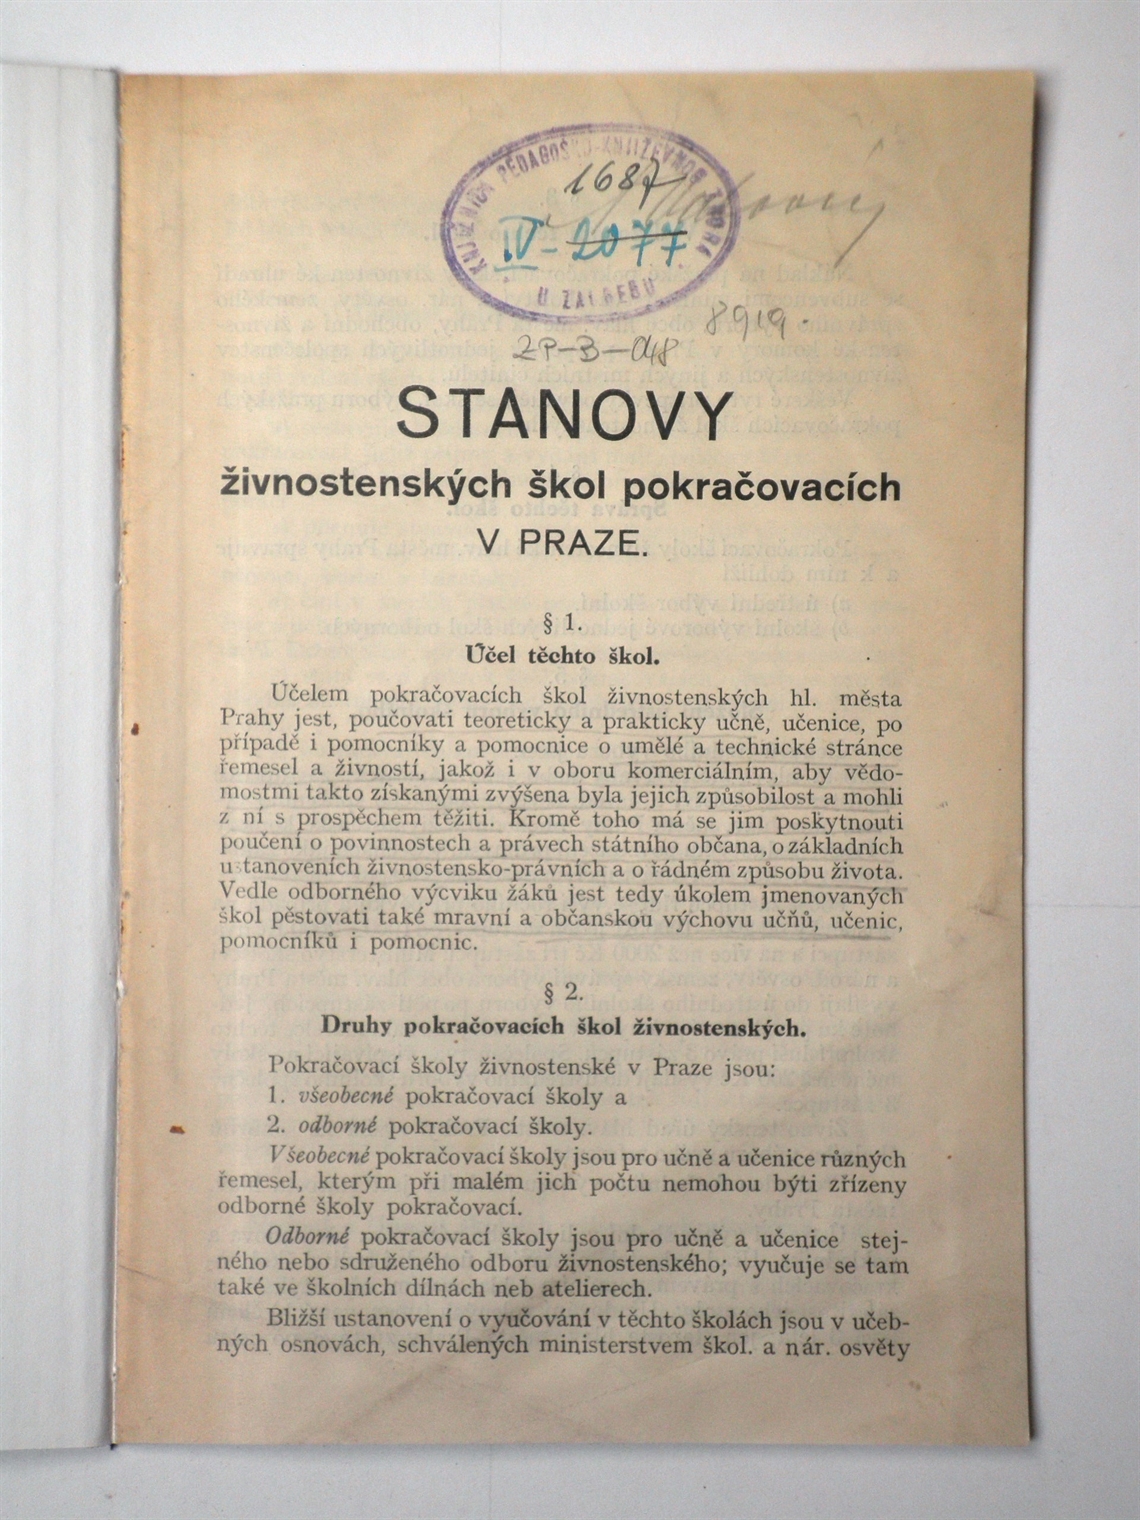 KNJIŽNICA PEDAGOŠKO-KNJIŽEVNOG ZBORA
U ZAGREBU
1687
IV-2077
8919.
ZP-B-048
STANOVY
živnostenských škol pokračovacích
V PRAZE.
§ 1.
Účel těchto škol.
Účelem pokračovacích škol živnostenských hl. města
Prahy jest, poučovati teoreticky a prakticky učně, učenice, po
případě i pomocníky a pomocnice o umělé a technické stránce
řemesel a živností, jakož i v oboru komerciálním, aby vědo-
mostmi takto získanými zvýšena byla jejich způsobilost a mohli
z ní s prospěchem těžiti. Kromě toho má se jim poskytnouti
poučení o povinnostech a právech státního občana, o základních
ustanoveních živnostensko-právních a o řádném způsobu života.
Vedle odborného výcviku žáků jest tedy úkolem jmenovaných
škol pěstovati také mravní a občanskou výchovu učňů, učenic,
pomocníků i pomocnic.
§ 2.
Druhy pokračovacích škol živnostenských.
Pokračovací školy živnostenské v Praze jsou:
1. všeobecné pokračovací školy a
2. odborné pokračovací školy.
Všeobecné pokračovací školy jsou pro učně a učenice různých
řemesel, kterým při malém jich počtu nemohou býti zřízeny
odborné školy pokračovací.
Odborné pokračovací školy jsou pro učně a učenice stej-
ného nebo sdruženého odboru živnostenského; vyučuje se tam
také ve školních dílnách neb atelierech.
Bližší ustanovení o vyučování v těchto školách jsou v učeb-
ných osnovách, schválených ministerstvem škol. a nár. osvěty